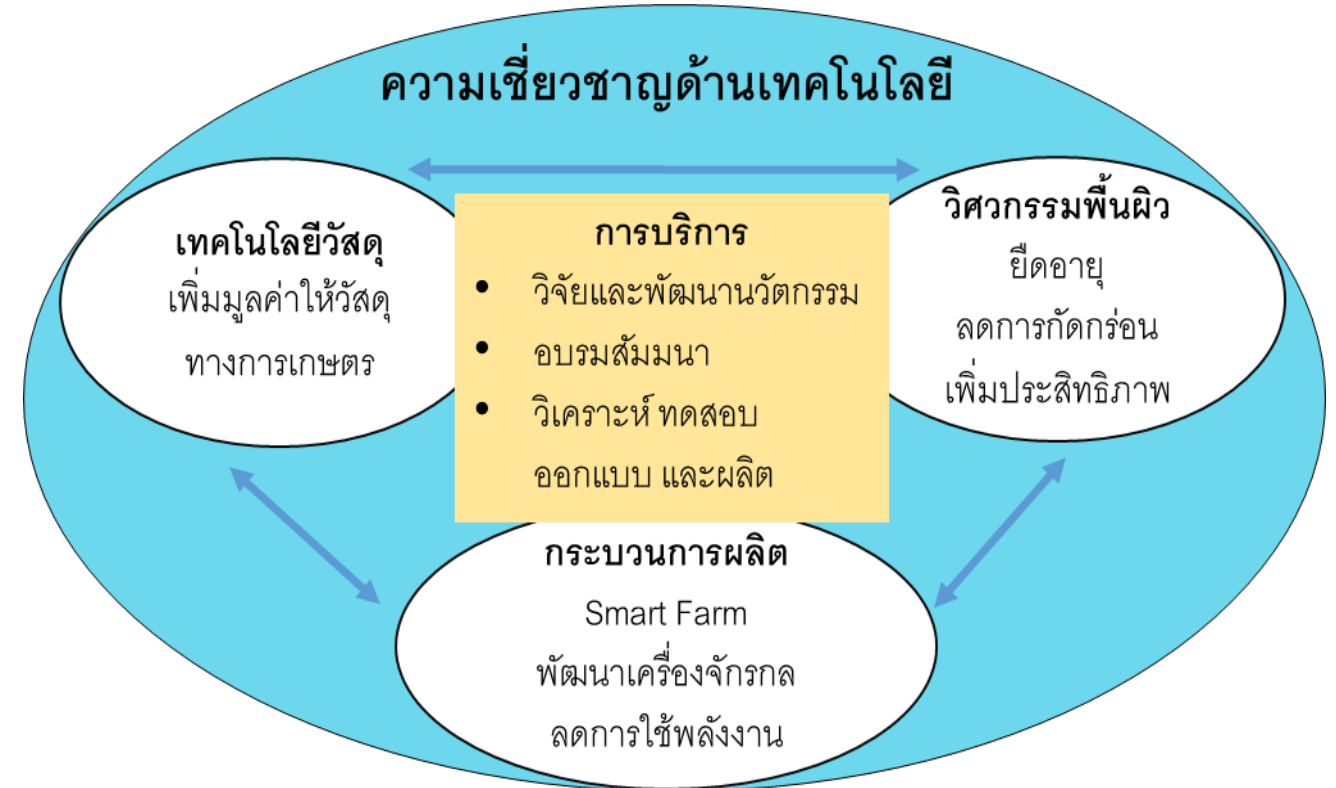 ความเชี่ยวชาญด้านเทคโนโลยี
เทคโนโลยีวัสดุ
เพิ่มมูลค่าให้วัสดุ
ทางการเกษตร
การบริการ
• วิจัยและพัฒนานวัตกรรม
• อบรมสัมมนา
• วิเคราะห์ ทดสอบ
ออกแบบ และผลิต
วิศวกรรมพื้นผิว
ยืดอายุ
ลดการกัดกร่อน
เพิ่มประสิทธิภาพ
กระบวนการผลิต
Smart Farm
พัฒนาเครื่องจักรกล
ลดการใช้พลังงาน